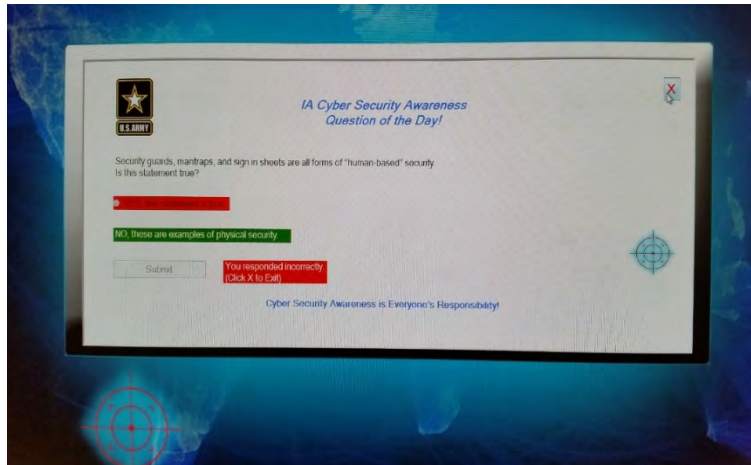 U.S.ARMY
IA Cyber Security Awareness
Question of the Day!
X
Security guards, mantraps, and sign in sheets are all forms of "human-based" security
Is this statement true?
NO, these are examples of physical security
Submit
You responded incorrectly.
(Click X to Exit)
Cyber Security Awareness is Everyone's Responsibility!